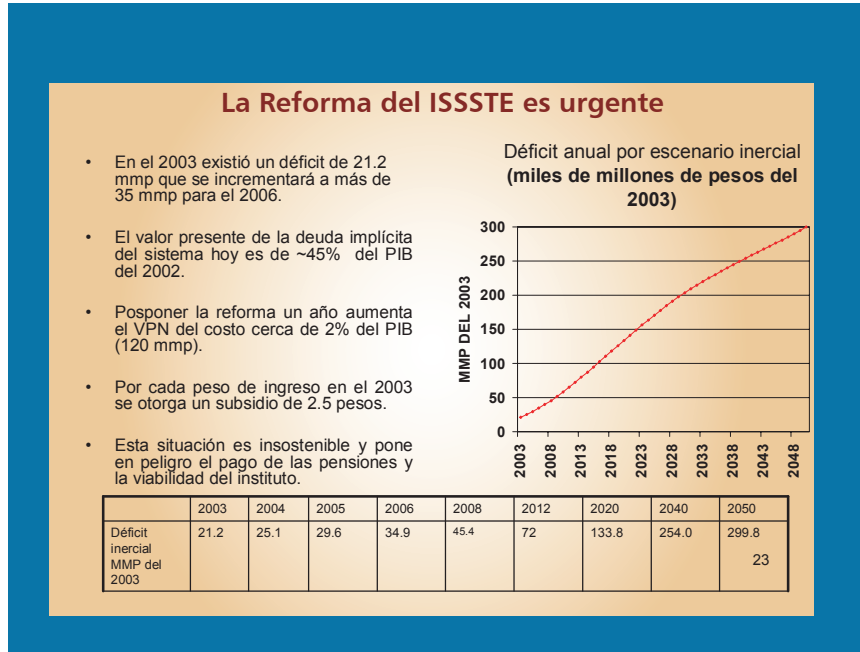 La Reforma del ISSSTE es urgente
• En el 2003 existió un déficit de 21.2
mmp que se incrementará a más de
35 mmp para el 2006.
• El valor presente de la deuda implícita
del sistema hoy es de ~45% del PIB
del 2002.
• Posponer la reforma un año aumenta
el VPN del costo cerca de 2% del PIB
(120 mmp).
• Por cada peso de ingreso en el 2003
se otorga un subsidio de 2.5 pesos.
• Esta situación es insostenible y pone
en peligro el pago de las pensiones y
la viabilidad del instituto.
Déficit anual por escenario inercial
(miles de millones de pesos del
2003)
MMP DEL 2003
300
250
200
150
100
50
0
2003 2008 2013 2018 2023 2028 2033 2038 2043 2048
2003 2004 2005 2006 2008 2012 2020 2040 2050
Déficit 21.2 25.1 29.6 34.9 45.4 72 133.8 254.0 299.8
inercial
MMP del
2003
23